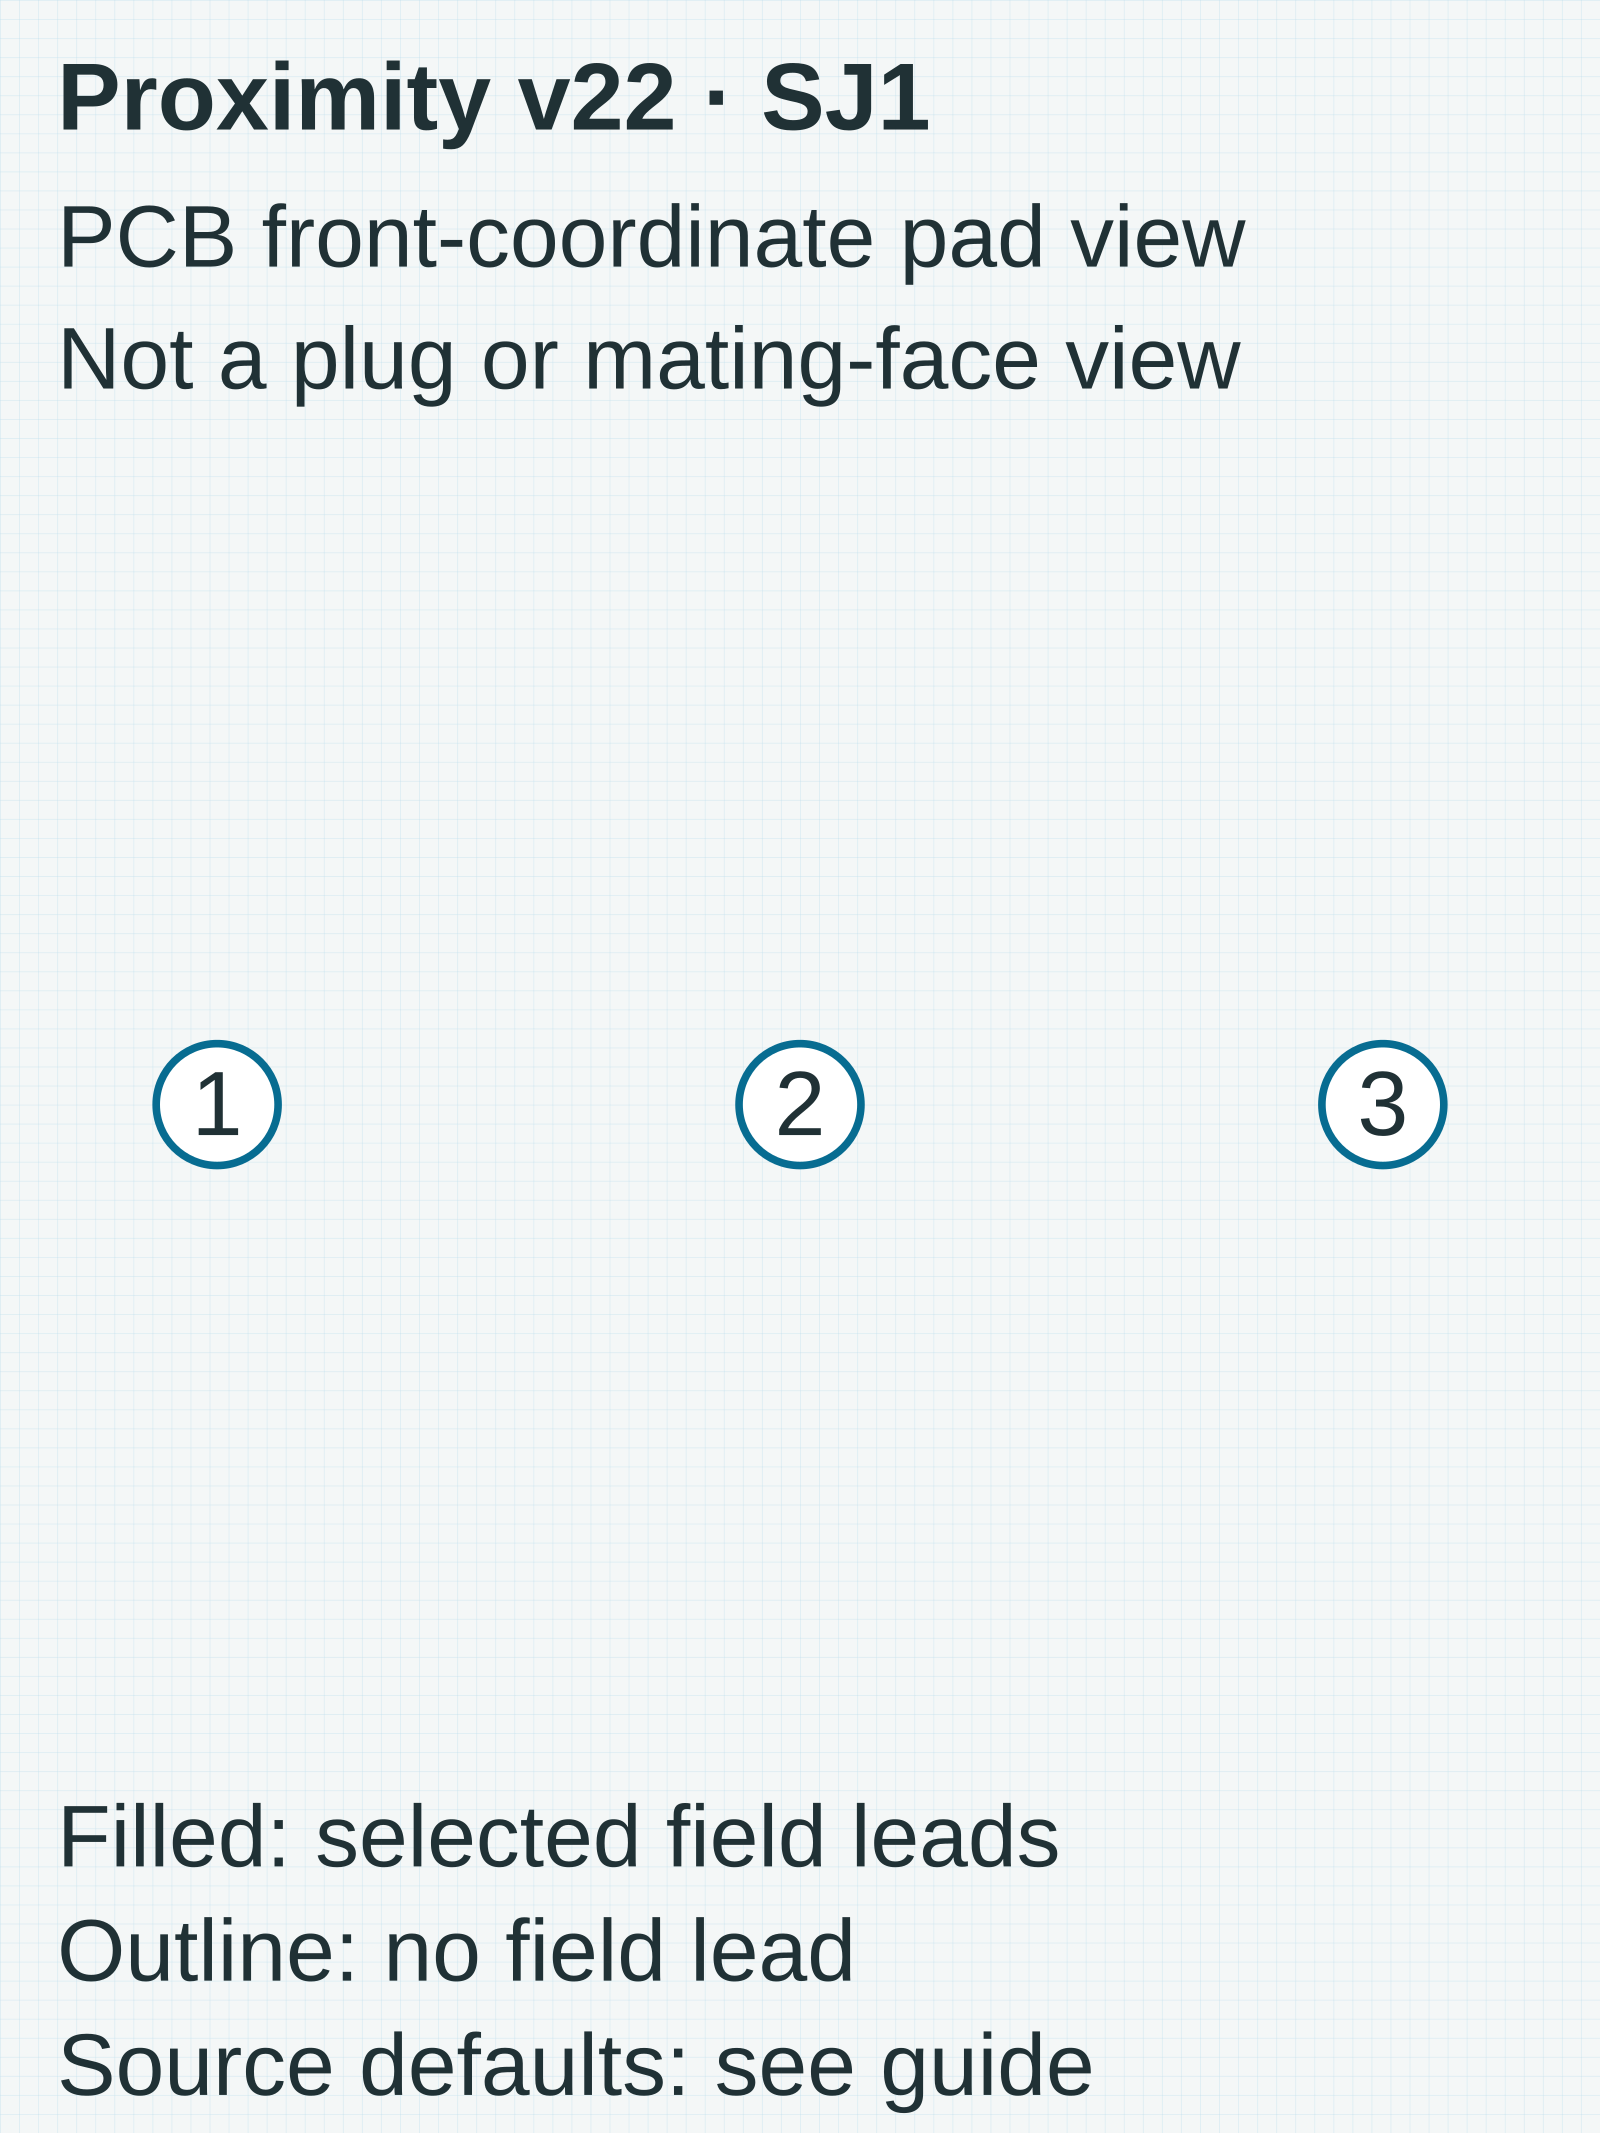 Proximity v22 · SJ1
PCB front-coordinate pad view
Not a plug or mating-face view
1 2 3
Filled: selected field leads
Outline: no field lead
Source defaults: see guide